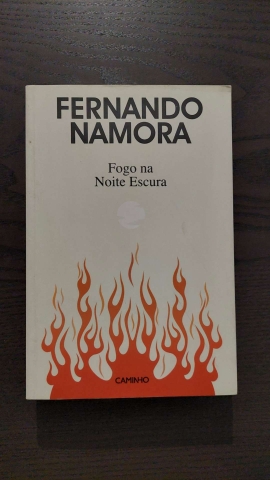 FERNANDO
NAMORA
Fogo na
Noite Escura
CAMINHO